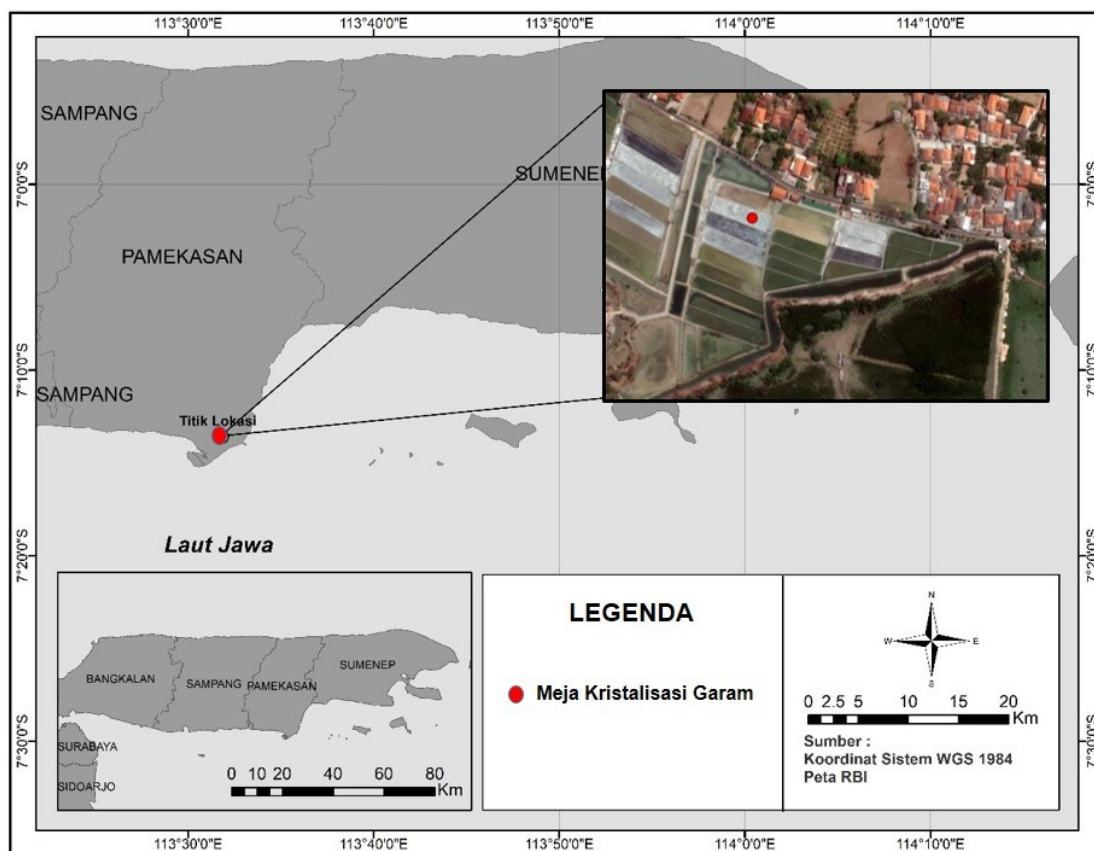 113°30'0"E
113°40'0"E
113°50'0"E
114°0'0"E
114°10'0"E
SAMPANG
PAMEKASAN
SUMENEP
SAMPANG
Titik Lokasi
Laut Jawa
7°0'0"S
7°10'0"S
7°20'0"S
7°30'0"S
7°0'0"S
7°10'0"S
7°20'0"S
7°30'0"S
BANGKALAN
SAMPANG
PAMEKASAN
SUMENEP
SURABAYA
SIDOARJO
0 10 20 40 60 80
Km
LEGENDA
Meja Kristalisasi Garam
N
W
E
S
0 2.5 5 10 15 20
Km
Sumber :
Koordinat Sistem WGS 1984
Peta RBI
113°30'0"E
113°40'0"E
113°50'0"E
114°0'0"E
114°10'0"E